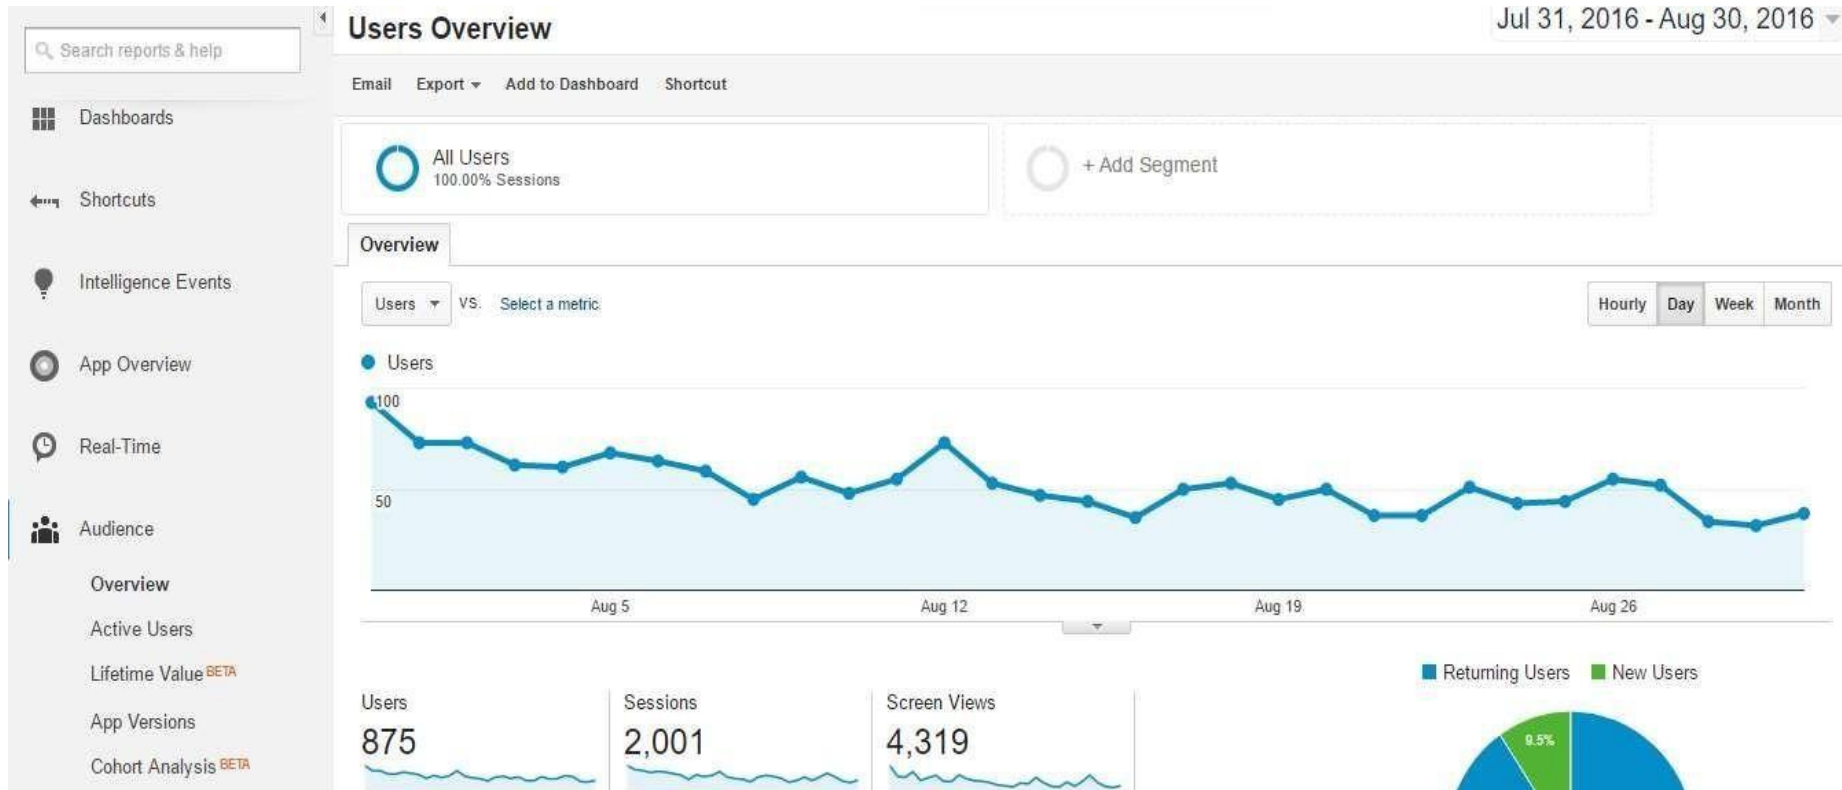 Search reports & help
Dashboards
Shortcuts
Intelligence Events
App Overview
Real-Time
Audience
Overview
Active Users
Lifetime Value BETA
App Versions
Cohort Analysis BETA
Users Overview
Jul 31, 2016 - Aug 30, 2016
Email Export Add to Dashboard Shortcut
All Users
100.00% Sessions
+ Add Segment
Overview
Users VS. Select a metric
Hourly Day Week Month
Users
100
50
Aug 5 Aug 12 Aug 19 Aug 26
Returning Users New Users
Users
875
Sessions
2,001
Screen Views
4,319
9.5%